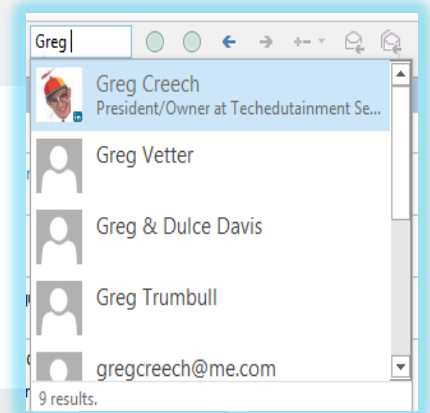 Greg
Greg Creech
President/Owner at Techedutainment Se...
Greg Vetter
Greg & Dulce Davis
Greg Trumbull
gregcreech@me.com
9 results.